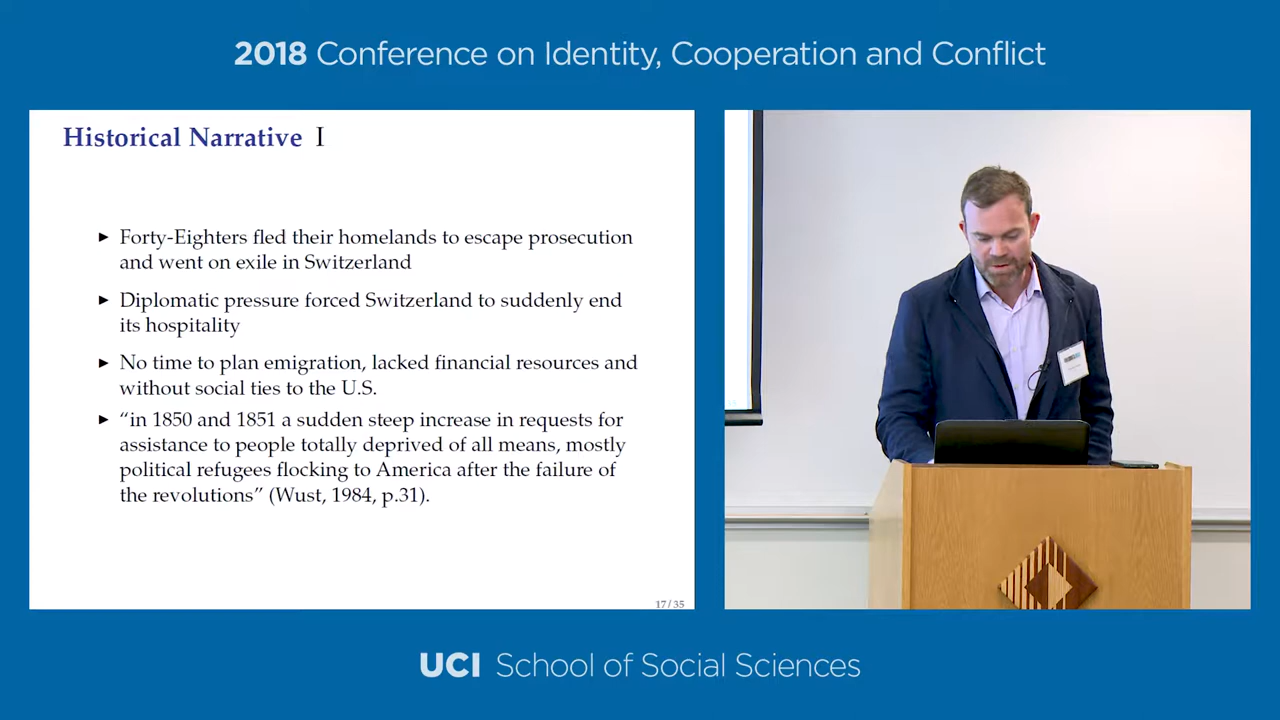 2018 Conference on Identity, Cooperation and Conflict
Historical Narrative I
► Forty-Eighters fled their homelands to escape prosecution
and went on exile in Switzerland
► Diplomatic pressure forced Switzerland to suddenly end
its hospitality
► No time to plan emigration, lacked financial resources and
without social ties to the U.S.
► “in 1850 and 1851 a sudden steep increase in requests for
assistance to people totally deprived of all means, mostly
political refugees flocking to America after the failure of
the revolutions” (Wust, 1984, p.31).
17 / 35
UCI School of Social Sciences